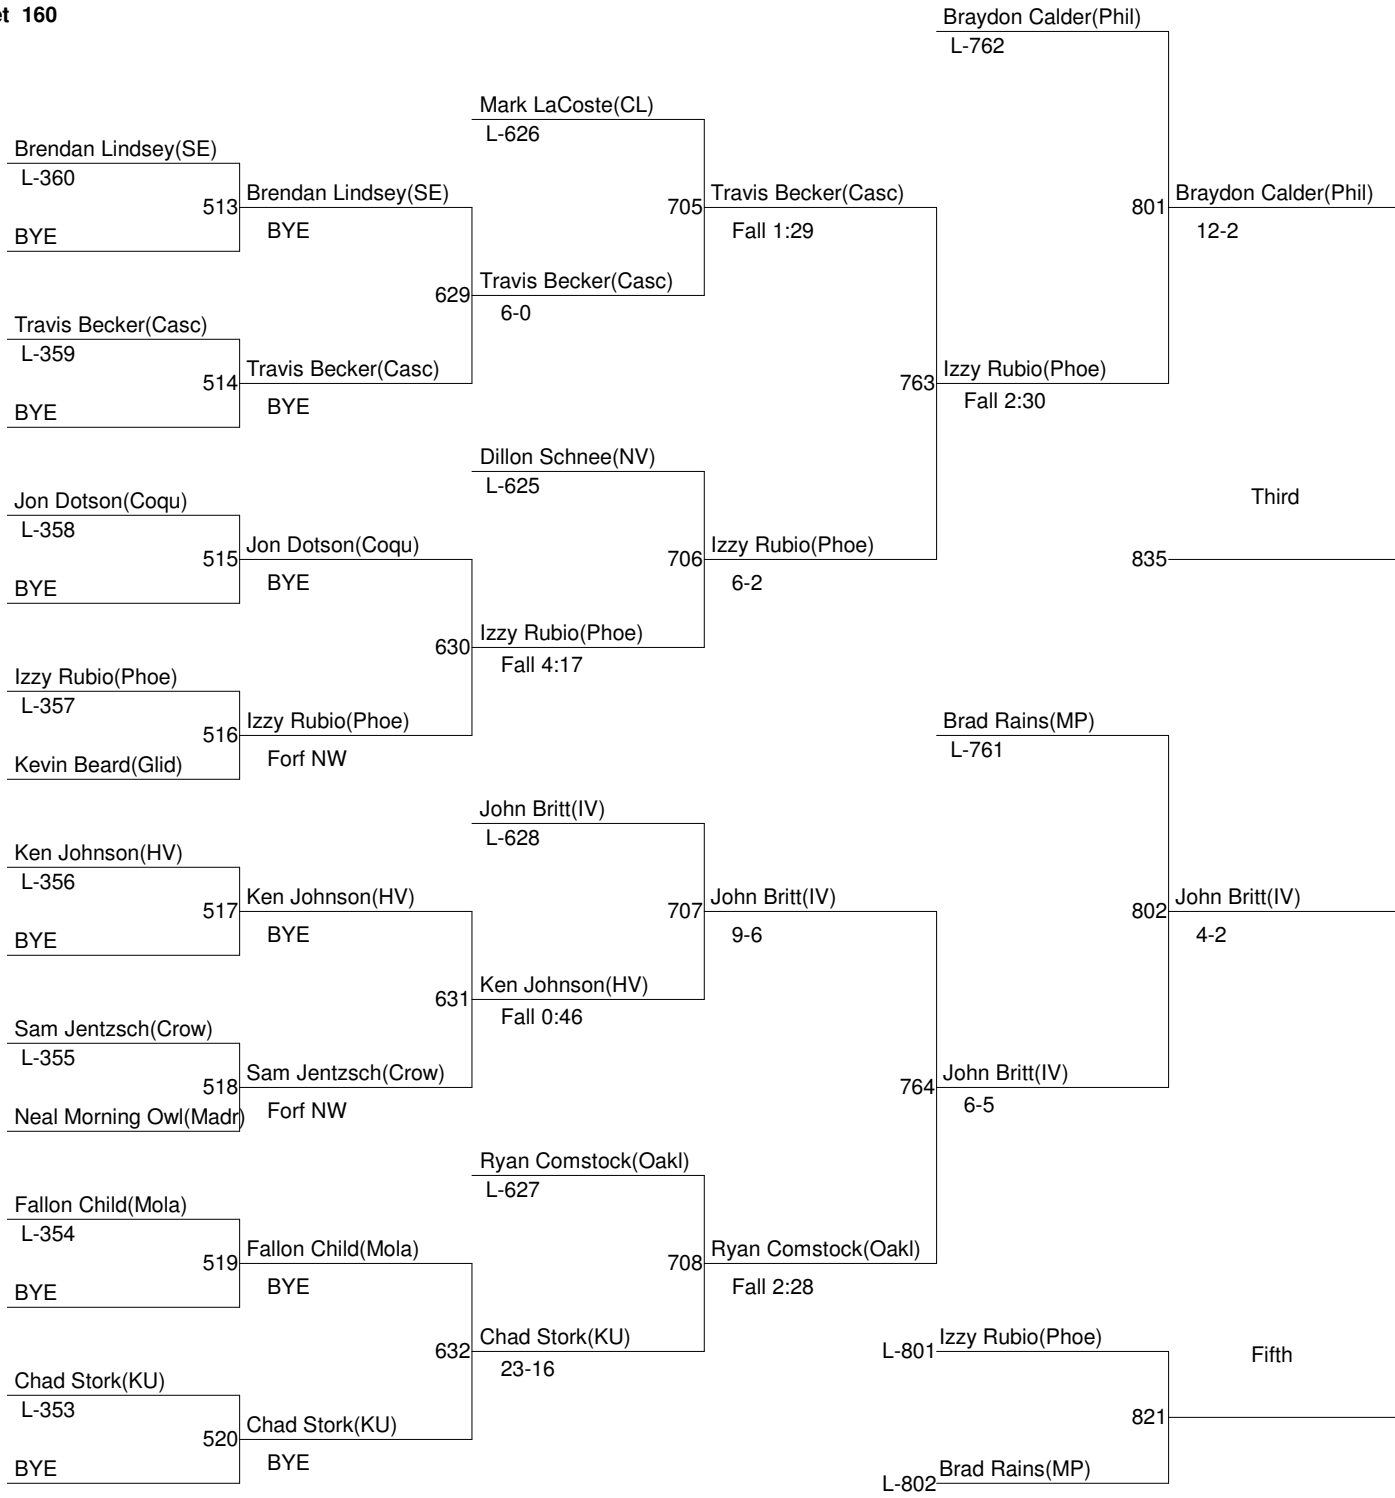 et 160
Braydon Calder(Phil)
L-762
Mark LaCoste(CL)
L-626
Brendan Lindsey(SE)
L-360
513
Brendan Lindsey(SE)
BYE
BYE
705
Travis Becker(Casc)
Fall 1:29
801
Braydon Calder(Phil)
12-2
629
Travis Becker(Casc)
6-0
Travis Becker(Casc)
L-359
514
Travis Becker(Casc)
BYE
BYE
763
Izzy Rubio(Phoe)
Fall 2:30
Dillon Schnee(NV)
L-625
Jon Dotson(Coqu)
L-358
515
Jon Dotson(Coqu)
BYE
BYE
706
Izzy Rubio(Phoe)
6-2
Third
835
630
Izzy Rubio(Phoe)
Fall 4:17
Izzy Rubio(Phoe)
L-357
516
Izzy Rubio(Phoe)
Forf NW
Kevin Beard(Glid)
Brad Rains(MP)
L-761
John Britt(IV)
L-628
Ken Johnson(HV)
L-356
517
Ken Johnson(HV)
BYE
BYE
707
John Britt(IV)
9-6
802
John Britt(IV)
4-2
631
Ken Johnson(HV)
Fall 0:46
Sam Jentzsch(Crow)
L-355
518
Sam Jentzsch(Crow)
Forf NW
Neal Morning Owl(Madr)
764
John Britt(IV)
6-5
Ryan Comstock(Oakl)
L-627
Fallon Child(Mola)
L-354
519
Fallon Child(Mola)
BYE
BYE
708
Ryan Comstock(Oakl)
Fall 2:28
632
Chad Stork(KU)
23-16
L-801
Izzy Rubio(Phoe)
Fifth
Chad Stork(KU)
L-353
520
Chad Stork(KU)
BYE
BYE
821
L-802
Brad Rains(MP)